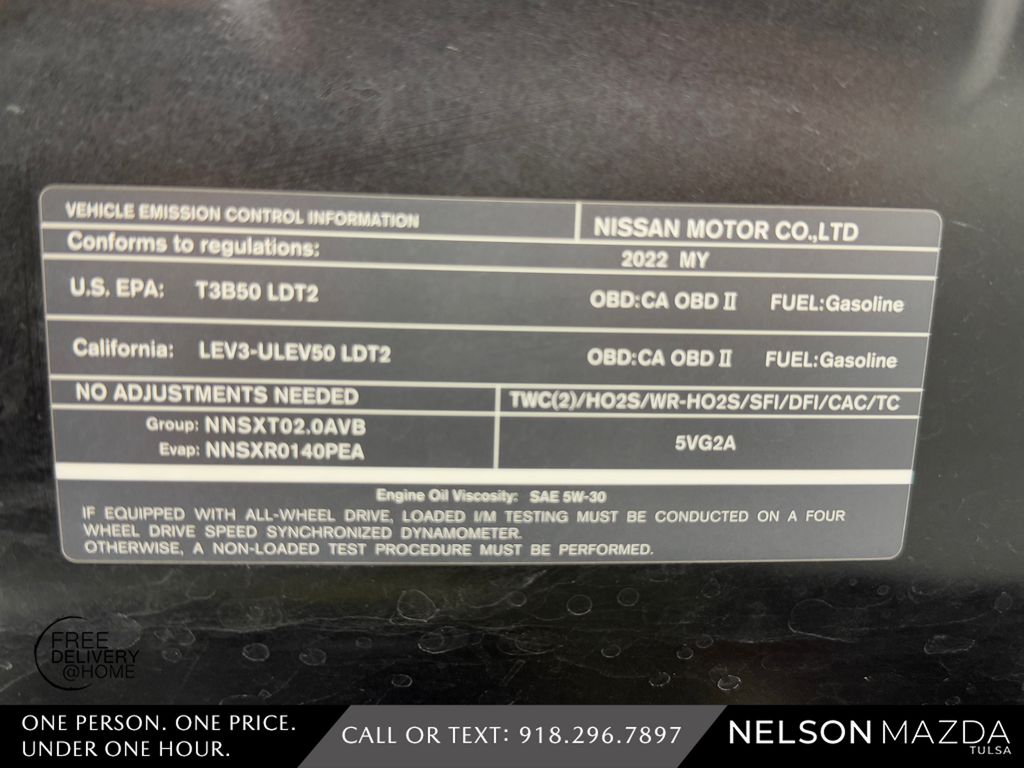 VEHICLE EMISSION CONTROL INFORMATION
NISSAN MOTOR CO.,LTD
Conforms to regulations:
2022 MY
U.S. EPA: T3B50 LDT2 OBD:CA OBD II FUEL:Gasoline
California: LEV3-ULEV50 LDT2 OBD:CA OBD II FUEL:Gasoline
NO ADJUSTMENTS NEEDED
TWC(2)/HO2S/WR-HO2S/SFI/DFI/CAC/TC
Group: NNSXT02.0AVB
Evap: NNSXR0140PEA
5VG2A
Engine Oil Viscosity: SAE 5W-30
IF EQUIPPED WITH ALL-WHEEL DRIVE, LOADED I/M TESTING MUST BE CONDUCTED ON A FOUR
WHEEL DRIVE SPEED SYNCHRONIZED DYNAMOMETER.
OTHERWISE, A NON-LOADED TEST PROCEDURE MUST BE PERFORMED.
FREE
DELIVERY
@HOME
ONE PERSON. ONE PRICE.
UNDER ONE HOUR.
CALL OR TEXT: 918.296.7897
NELSON MAZDA
TULSA